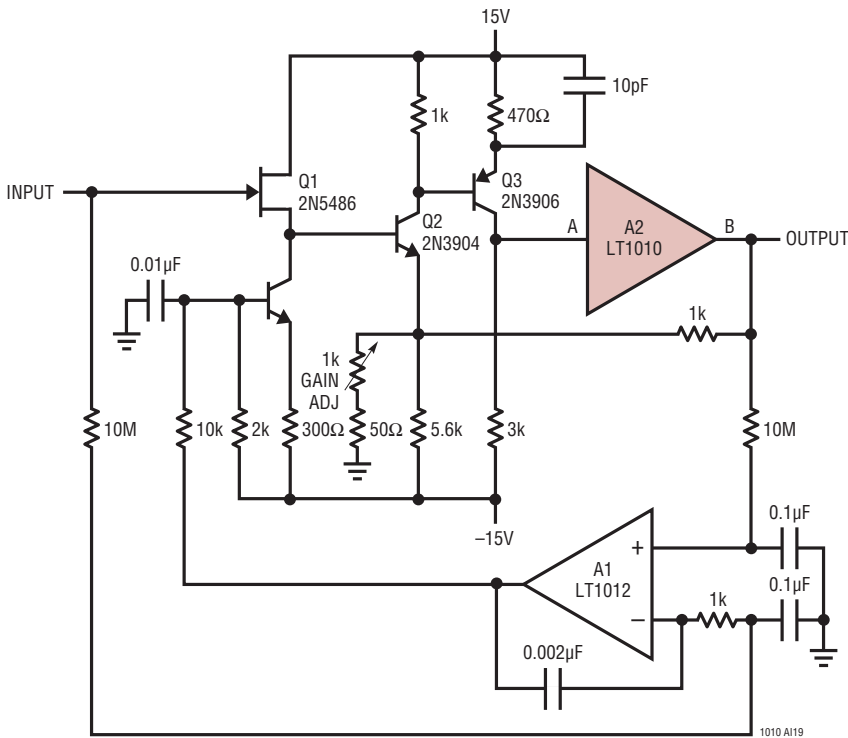 15V
10pF
1k
470Ω
Q1
2N5486
Q3
2N3906
INPUT
Q2
2N3904
A
A2
LT1010
B
OUTPUT
0.01µF
1k
GAIN
ADJ
1k
10M
10k
2k
300Ω
50Ω
5.6k
3k
10M
–15V
0.1µF
+
A1
LT1012
0.1µF
1k
–
0.002µF
1010 AI19